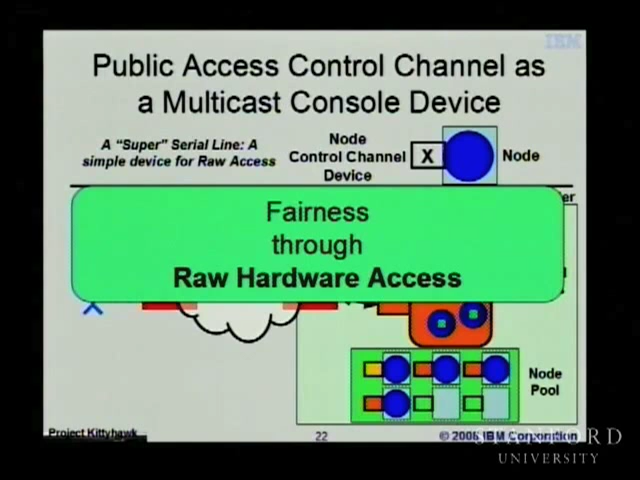 IBM
Public Access Control Channel as
a Multicast Console Device
A "Super" Serial Line: A
simple device for Raw Access
Node
Control Channel
Device
X
Node
Fairness
through
Raw Hardware Access
Node
Pool
Project Kittyhawk
22
© 2008 IBM Corporation
STANFORD
UNIVERSITY